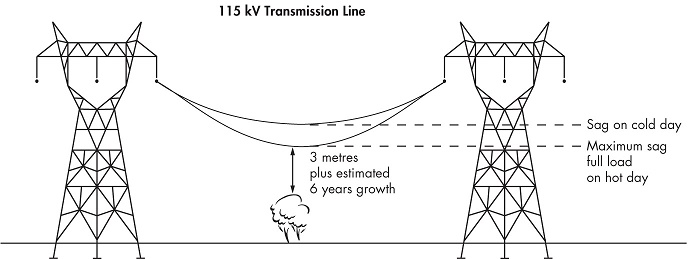 115 kV Transmission Line
Sag on cold day
Maximum sag
full load
on hot day
3 metres
plus estimated
6 years growth